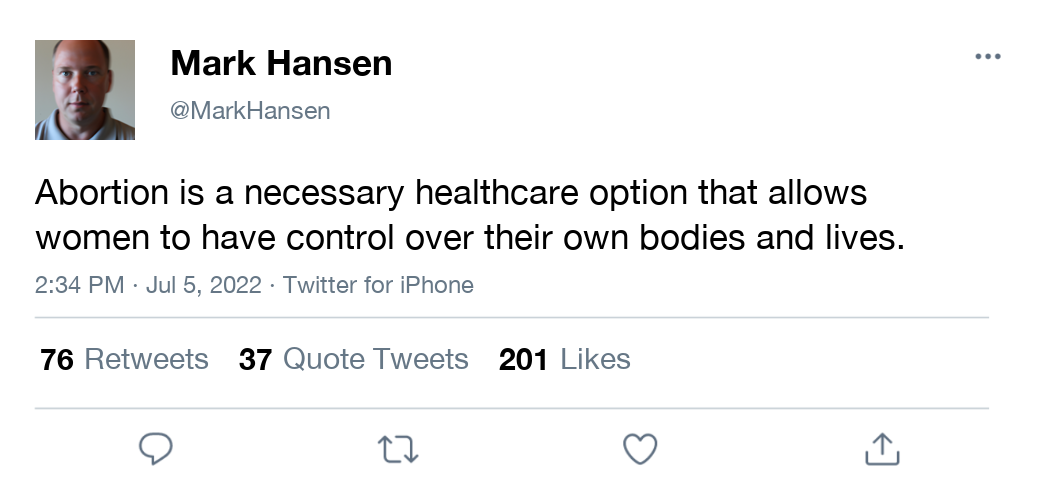 Mark Hansen
@MarkHansen
Abortion is a necessary healthcare option that allows
women to have control over their own bodies and lives.
2:34 PM · Jul 5, 2022 · Twitter for iPhone
76 Retweets 37 Quote Tweets 201 Likes